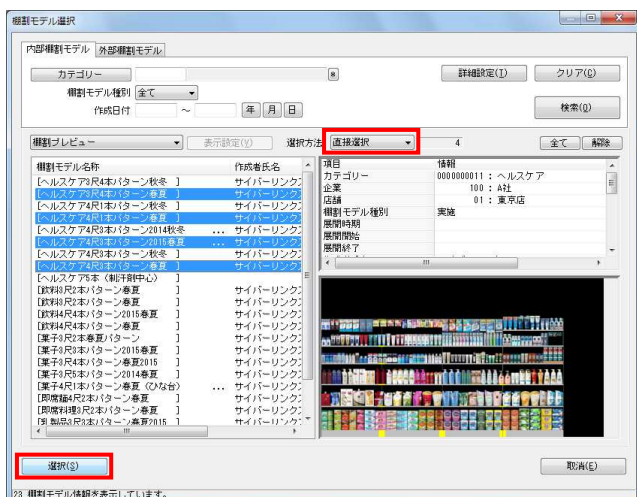 棚割モデル選択
内部棚割モデル 外部棚割モデル
カテゴリー
詳細設定(I) クリア(C)
棚割モデル種別 全て
作成日付 ～ 年 月 日
検索(Q)
棚割プレビュー 表示設定(V) 選択方法 直接選択 4 全て 解除
棚割モデル名称 作成者氏名
[ヘルスケア3尺4本パターン秋冬 ] サイバーリンクス
[ヘルスケア3尺4本パターン春夏 ] サイバーリンクス
[ヘルスケア4尺1本パターン秋冬 ] サイバーリンクス
[ヘルスケア4尺1本パターン春夏 ] サイバーリンクス
[ヘルスケア4尺3本パターン2014秋冬 ... サイバーリンクス
[ヘルスケア4尺3本パターン2015春夏 ... サイバーリンクス
[ヘルスケア4尺3本パターン秋冬 ] サイバーリンクス
[ヘルスケア4尺3本パターン春夏 ] サイバーリンクス
[ヘルスケア5本（制汗剤中心） ]
[飲料3尺2本パターン春夏 ] サイバーリンクス
[飲料4尺4本パターン2015春夏 ] サイバーリンクス
[飲料4尺4本パターン春夏 ] サイバーリンクス
[菓子3尺2本春夏パターン ] サイバーリンクス
[菓子3尺3本パターン2015春夏 ] サイバーリンクス
[菓子3尺4本パターン春夏2015 ] サイバーリンクス
[菓子3尺5本パターン2014春夏 ] サイバーリンクス
[菓子4尺1本パターン春夏（ひな台） ... サイバーリンクス
[即席麺4尺2本パターン春夏 ] サイバーリンクス
[即席料理3尺2本パターン春夏 ] サイバーリンクス
[乳製品3尺3本パターン春夏2015 ] サイバーリンクス
項目 情報
カテゴリー 0000000011 : ヘルスケア
企業 100 : A社
店舗 01 : 東京店
棚割モデル種別 実施
展開時期
展開開始
展開終了
選択(S) 取消(E)
23 棚割モデル情報を表示しています。